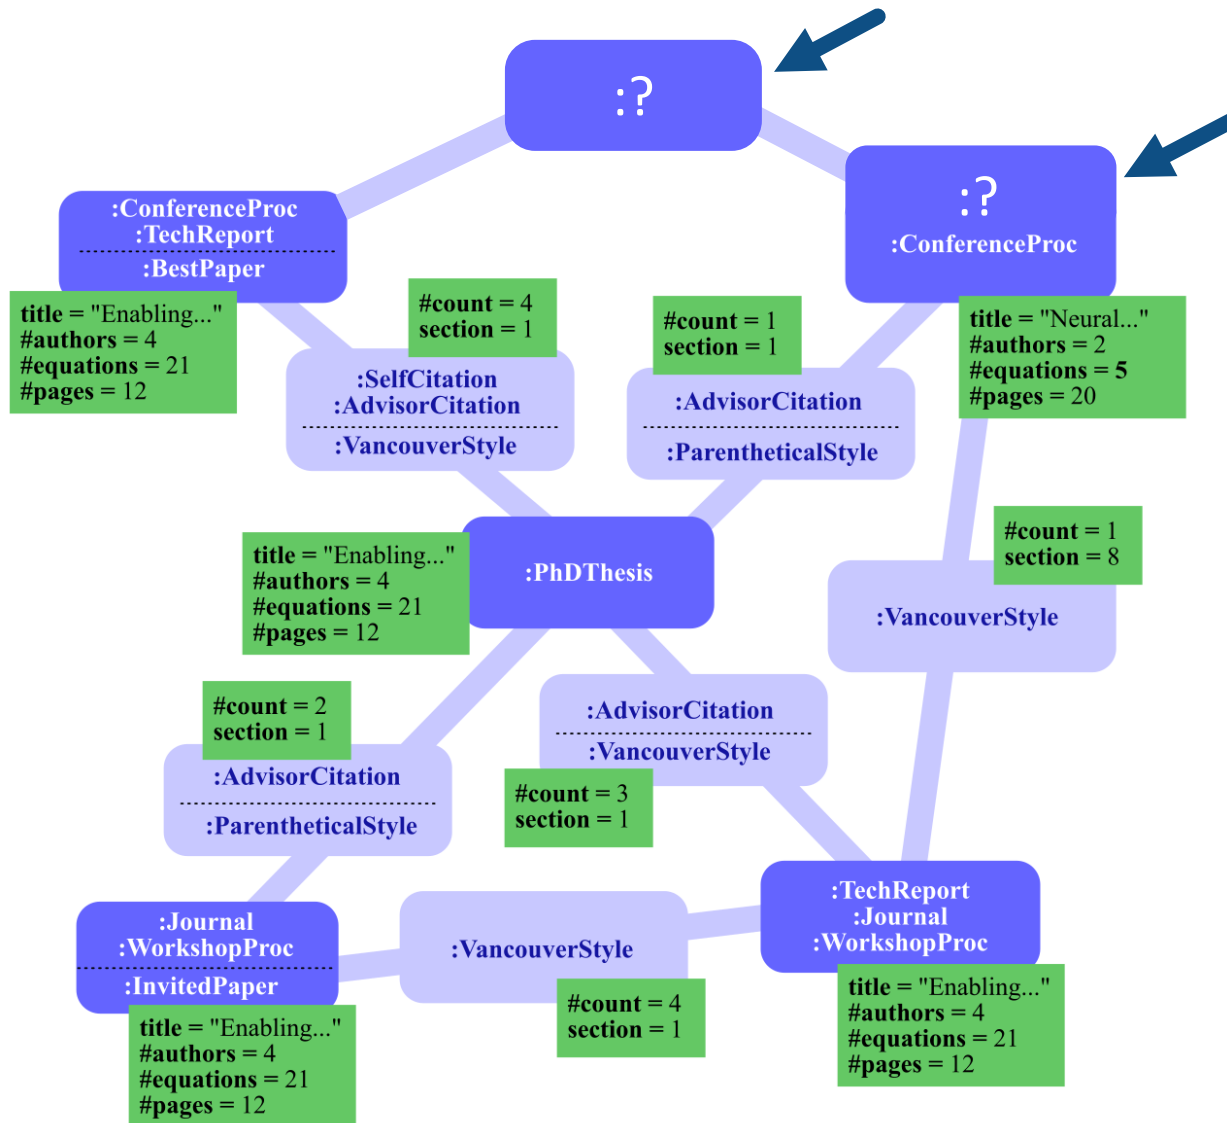 :?
:?
:ConferenceProc
:ConferenceProc
:TechReport
:BestPaper
title = "Enabling..."
#authors = 4
#equations = 21
#pages = 12
#count = 4
section = 1
#count = 1
section = 1
title = "Neural..."
#authors = 2
#equations = 5
#pages = 20
:SelfCitation
:AdvisorCitation
:VancouverStyle
:AdvisorCitation
:ParentheticalStyle
#count = 1
section = 8
title = "Enabling..."
#authors = 4
#equations = 21
#pages = 12
:PhDThesis
:VancouverStyle
#count = 2
section = 1
:AdvisorCitation
:ParentheticalStyle
:AdvisorCitation
:VancouverStyle
#count = 3
section = 1
:Journal
:WorkshopProc
:InvitedPaper
title = "Enabling..."
#authors = 4
#equations = 21
#pages = 12
:VancouverStyle
#count = 4
section = 1
:TechReport
:Journal
:WorkshopProc
title = "Enabling..."
#authors = 4
#equations = 21
#pages = 12